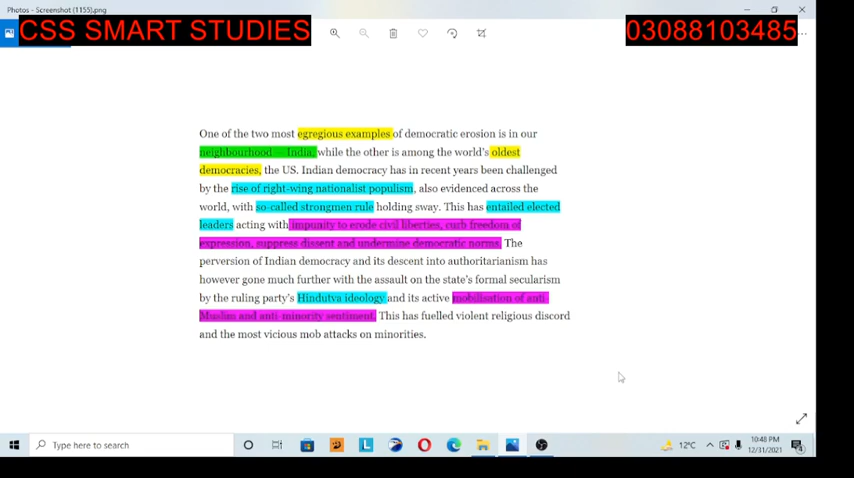 Photos - Screenshot (1155).png
CSS SMART STUDIES
03088103485
One of the two most egregious examples of democratic erosion is in our
neighbourhood — India, while the other is among the world's oldest
democracies, the US. Indian democracy has in recent years been challenged
by the rise of right-wing nationalist populism, also evidenced across the
world, with so-called strongmen rule holding sway. This has entailed elected
leaders acting with impunity to erode civil liberties, curb freedom of
expression, suppress dissent and undermine democratic norms. The
perversion of Indian democracy and its descent into authoritarianism has
however gone much further with the assault on the state's formal secularism
by the ruling party's Hindutva ideology and its active mobilisation of anti-
Muslim and anti-minority sentiment. This has fuelled violent religious discord
and the most vicious mob attacks on minorities.
Type here to search
12°C
10:48 PM
12/31/2021